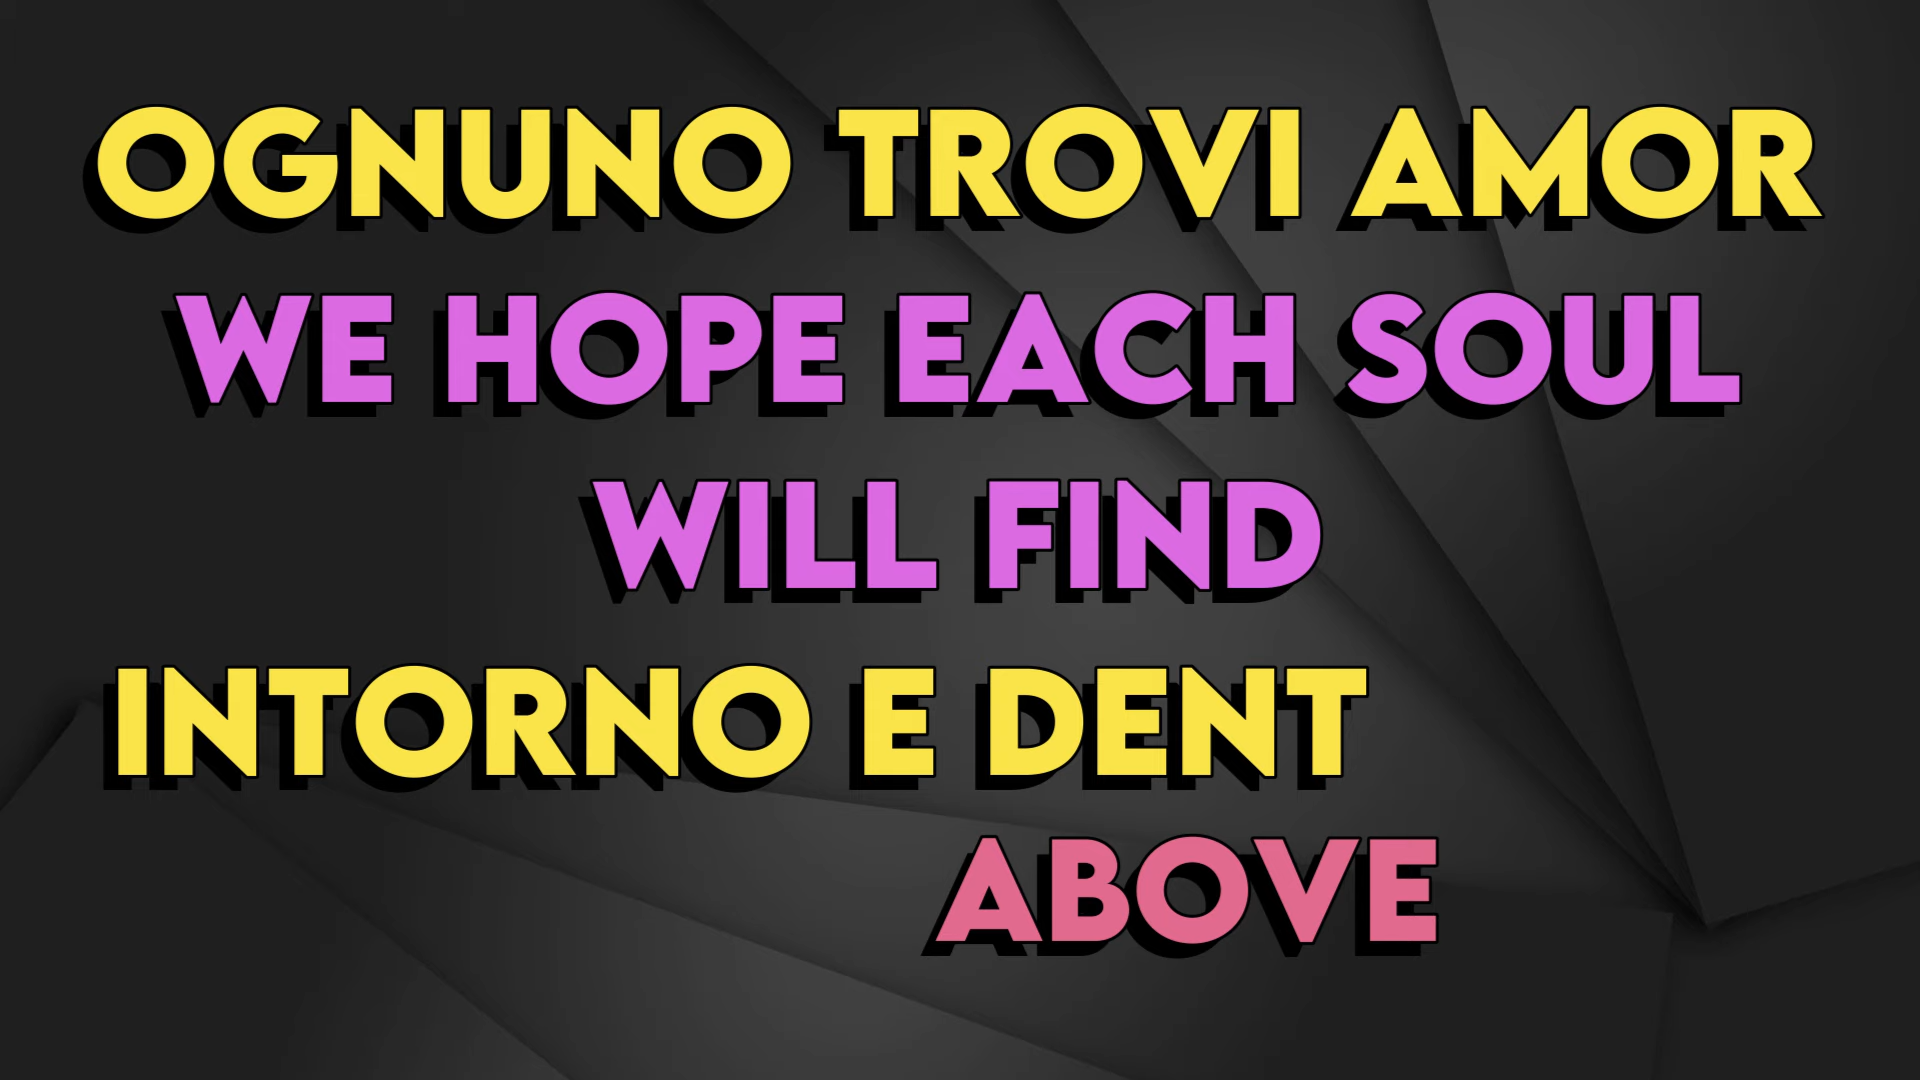 OGNUNO TROVI AMOR
WE HOPE EACH SOUL
WILL FIND
INTORNO E DENT
ABOVE